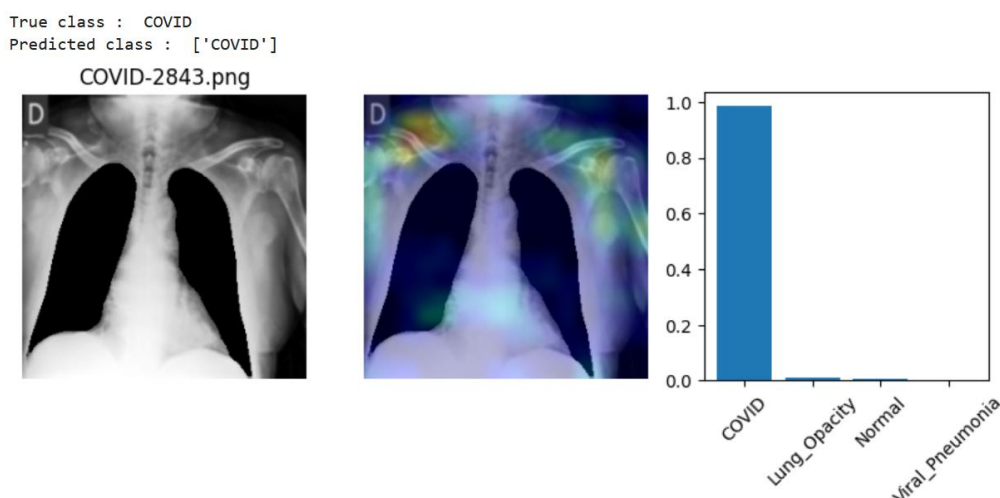 True class :  COVID
Predicted class :  ['COVID']
COVID-2843.png
D
D
1.0
0.8
0.6
0.4
0.2
0.0
COVID
Lung_Opacity
Normal
Viral_Pneumonia